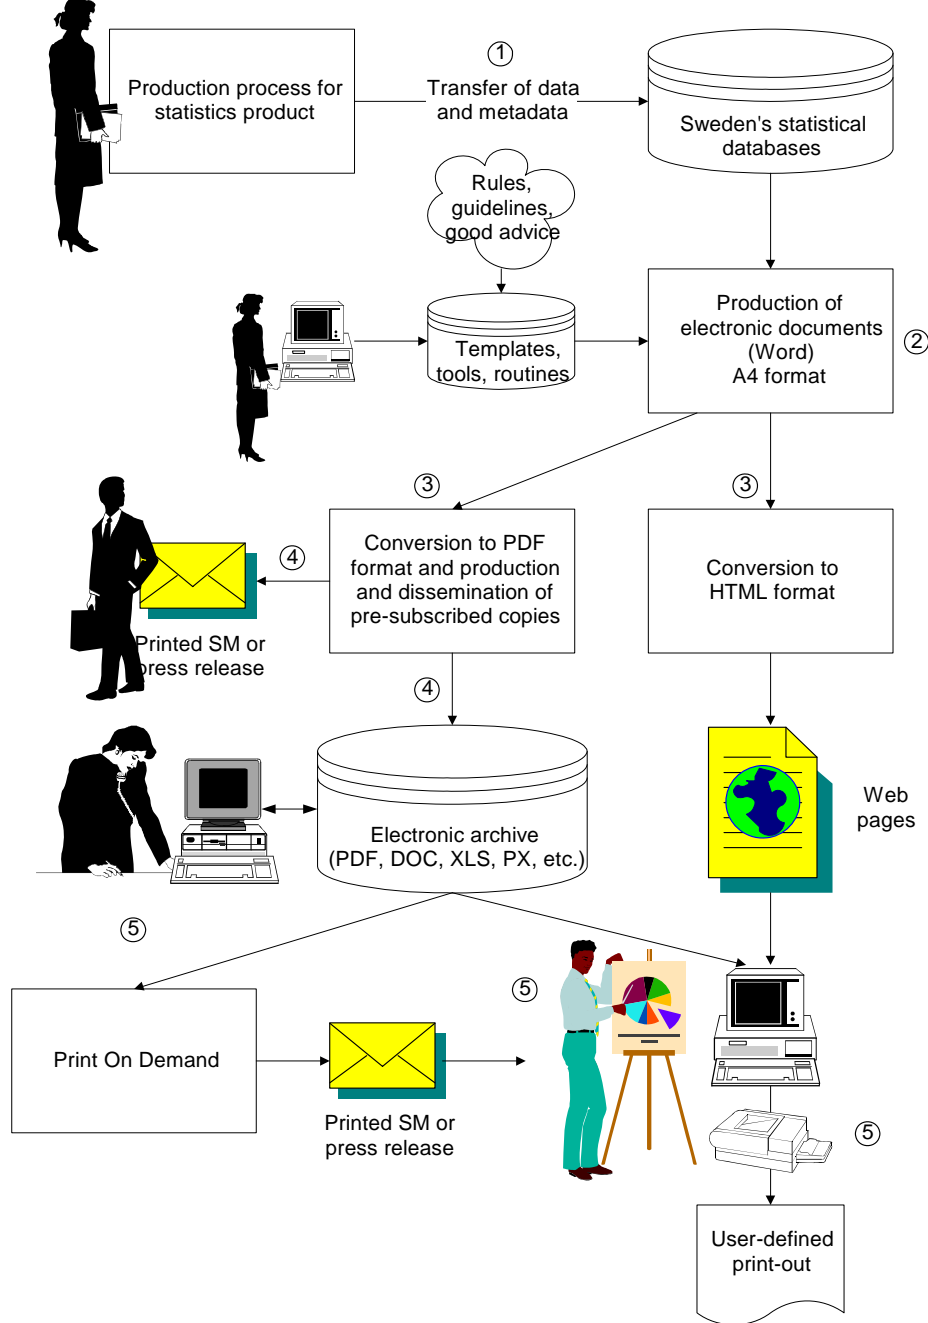 Production process for
statistics product
1
Transfer of data
and metadata
Sweden's statistical
databases
Rules,
guidelines,
good advice
Templates,
tools, routines
Production of
electronic documents
(Word)
A4 format
2
3
3
Conversion to PDF
format and production
and dissemination of
pre-subscribed copies
4
Printed SM or
press release
Conversion to
HTML format
4
Electronic archive
(PDF, DOC, XLS, PX, etc.)
Web
pages
5
Print On Demand
Printed SM or
press release
5
5
User-defined
print-out